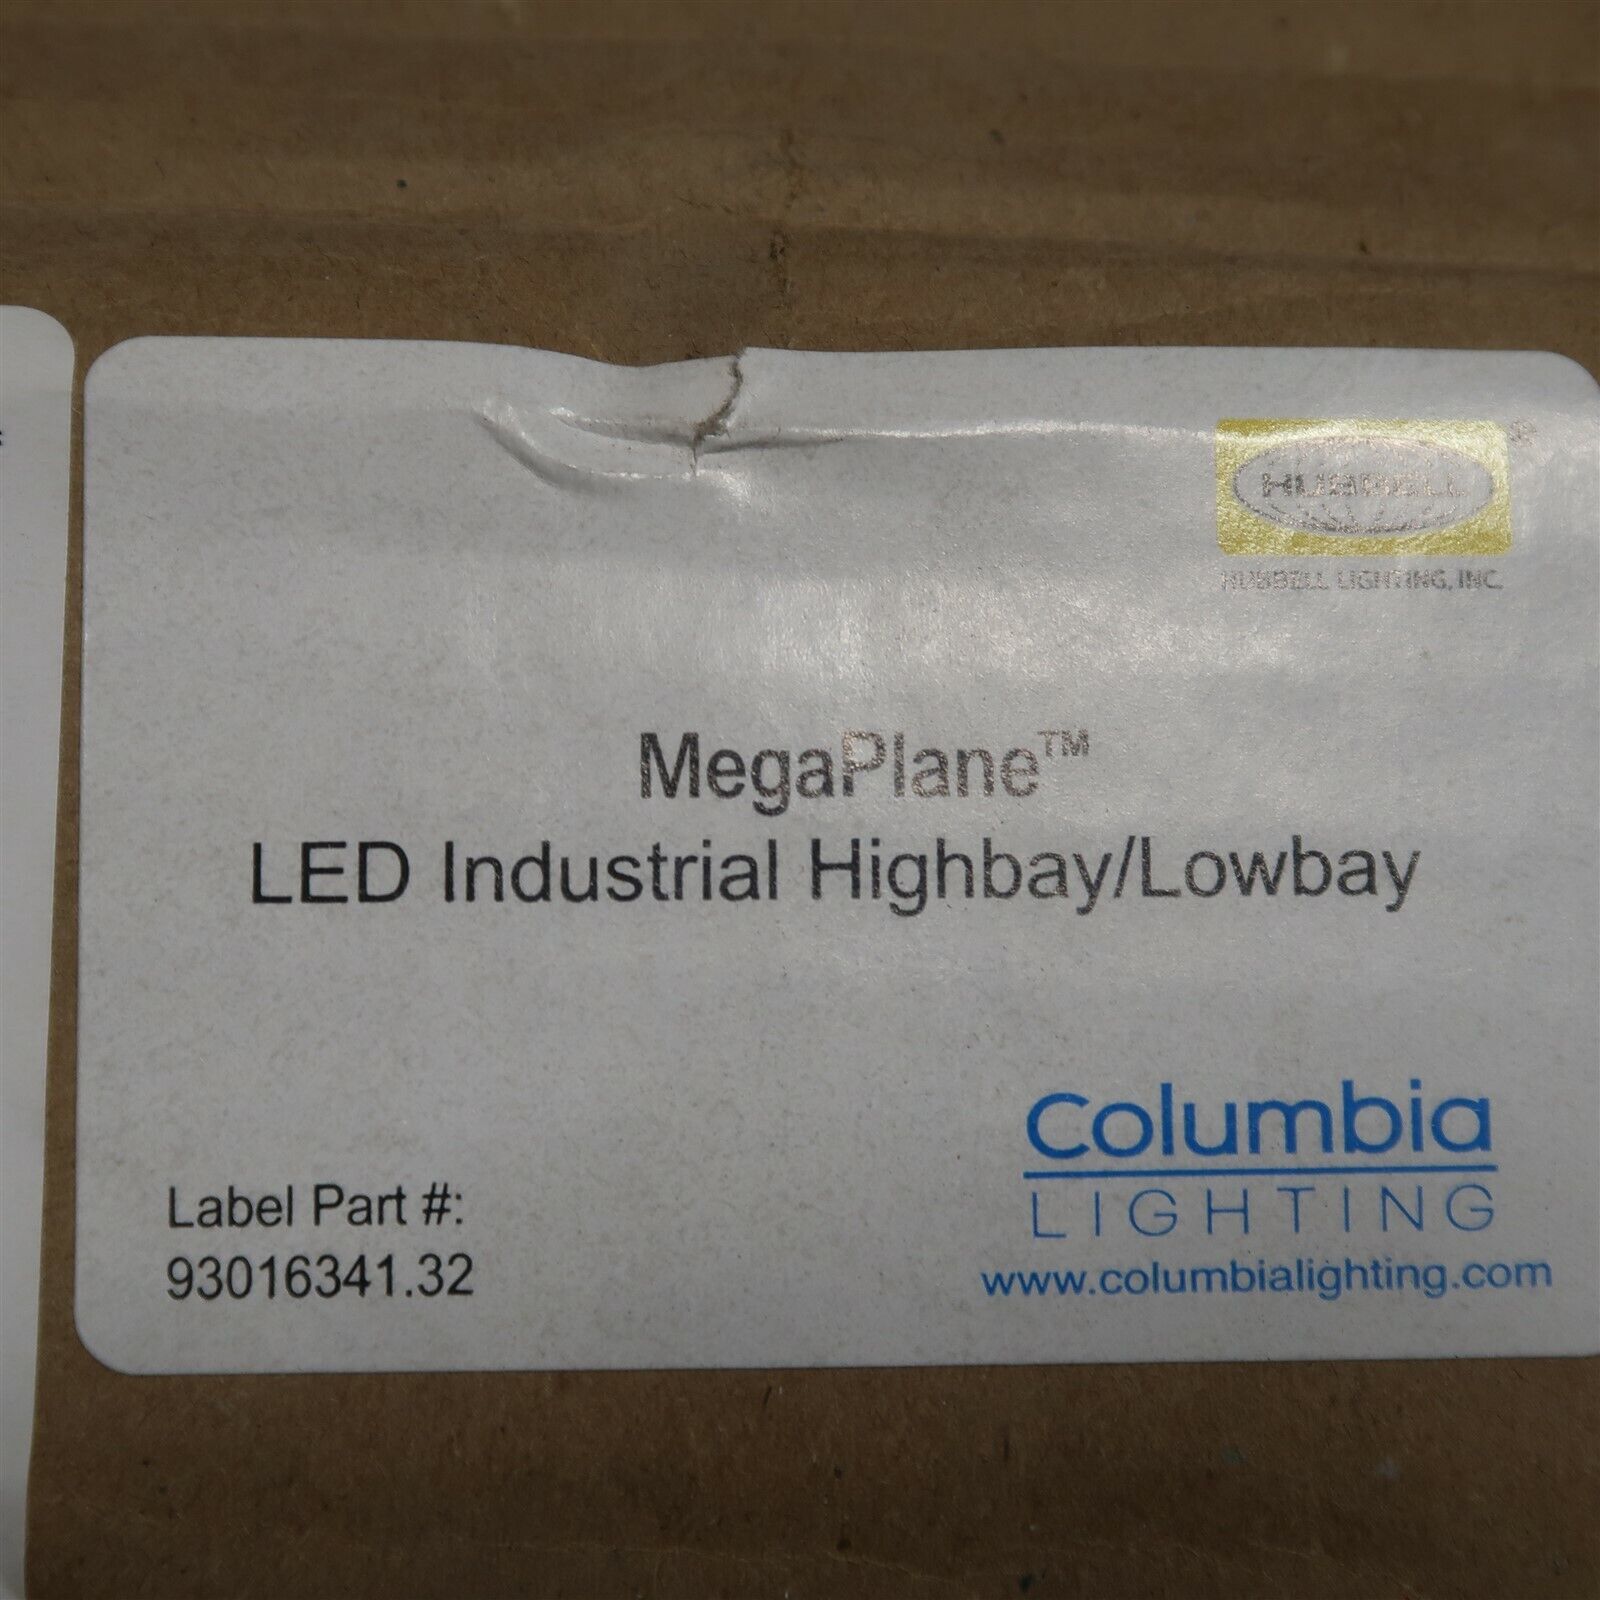 HUBBELL®
HUBBELL LIGHTING, INC.
MegaPlane™
LED Industrial Highbay/Lowbay
Columbia
LIGHTING
www.columbialighting.com
Label Part #:
93016341.32